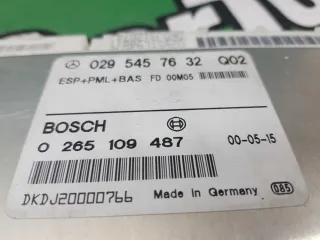 029 545 76 32 Q02
ESP+PML+BAS FD 00M05
BOSCH
0 265 109 487 00-05-15
DKDJ20000766 Made in Germany 085